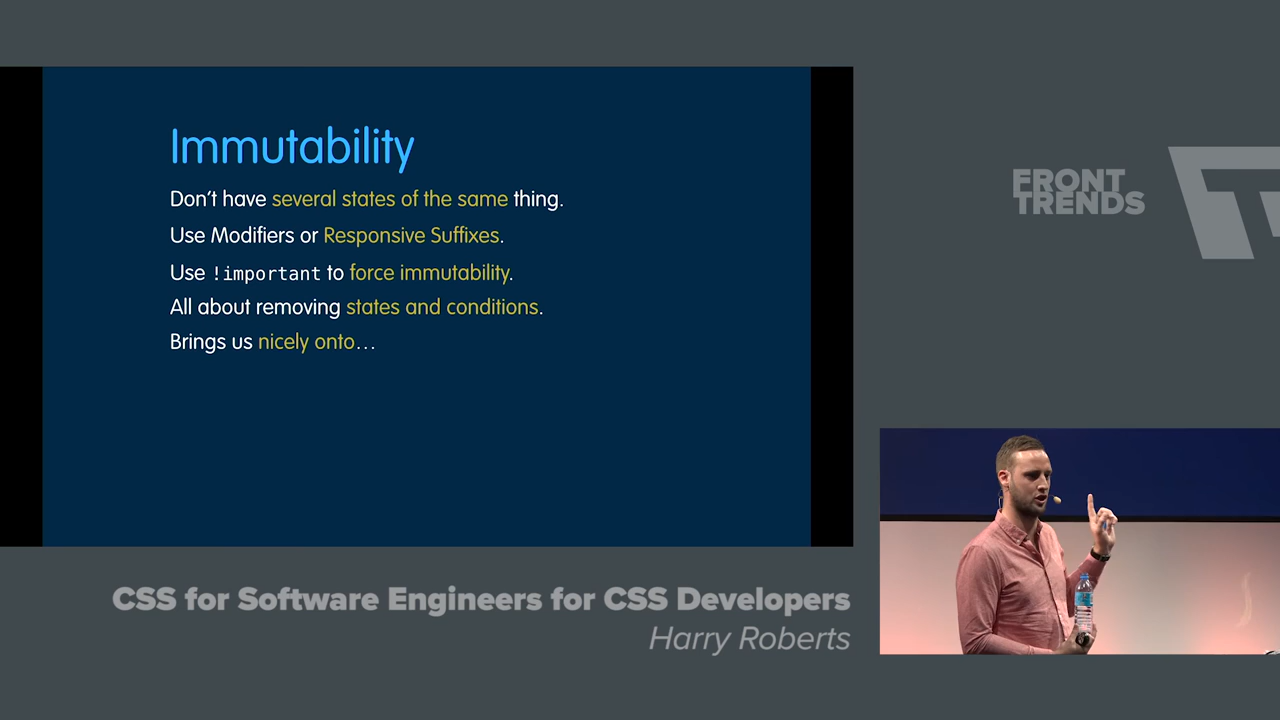 Immutability
Don’t have several states of the same thing.
Use Modifiers or Responsive Suffixes.
Use !important to force immutability.
All about removing states and conditions.
Brings us nicely onto…
FRONT
TRENDS
CSS for Software Engineers for CSS Developers
Harry Roberts